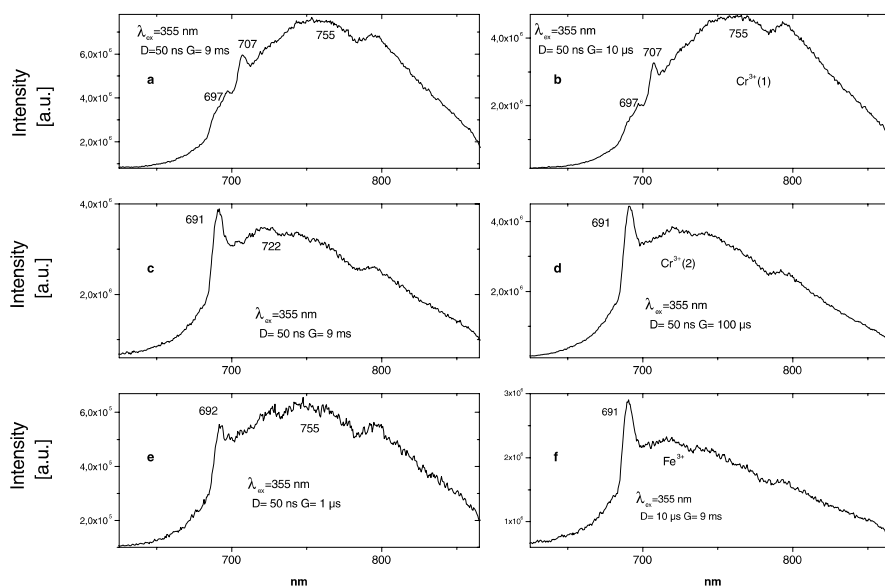 Intensity
[a.u.]
6,0x10⁶
4,0x10⁶
2,0x10⁶
λex=355 nm
D=50 ns G= 9 ms
707
755
697
a
700
800
4,0x10⁶
2,0x10⁶
λex=355 nm
D= 50 ns G= 10 µs
707
755
697
b
Cr³⁺(1)
700
800
Intensity
[a.u.]
4,0x10⁶
2,0x10⁶
691
722
c
λex=355 nm
D= 50 ns G= 9 ms
700
800
4,0x10⁶
2,0x10⁶
691
d
Cr³⁺(2)
λex=355 nm
D= 50 ns G= 100 µs
700
800
Intensity
[a.u.]
6,0x10⁵
4,0x10⁵
2,0x10⁵
692
755
e
λex=355 nm
D= 50 ns G= 1 µs
700
800
nm
3x10⁶
2x10⁶
1x10⁶
691
f
Fe³⁺
λex=355 nm
D= 10 µs G= 9 ms
700
800
nm